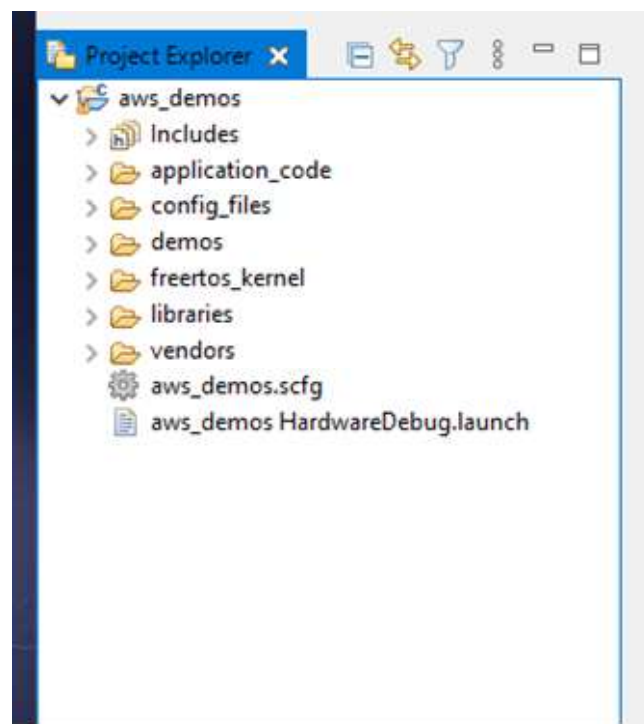 Project Explorer
aws_demos
Includes
application_code
config_files
demos
freertos_kernel
libraries
vendors
aws_demos.scfg
aws_demos HardwareDebug.launch